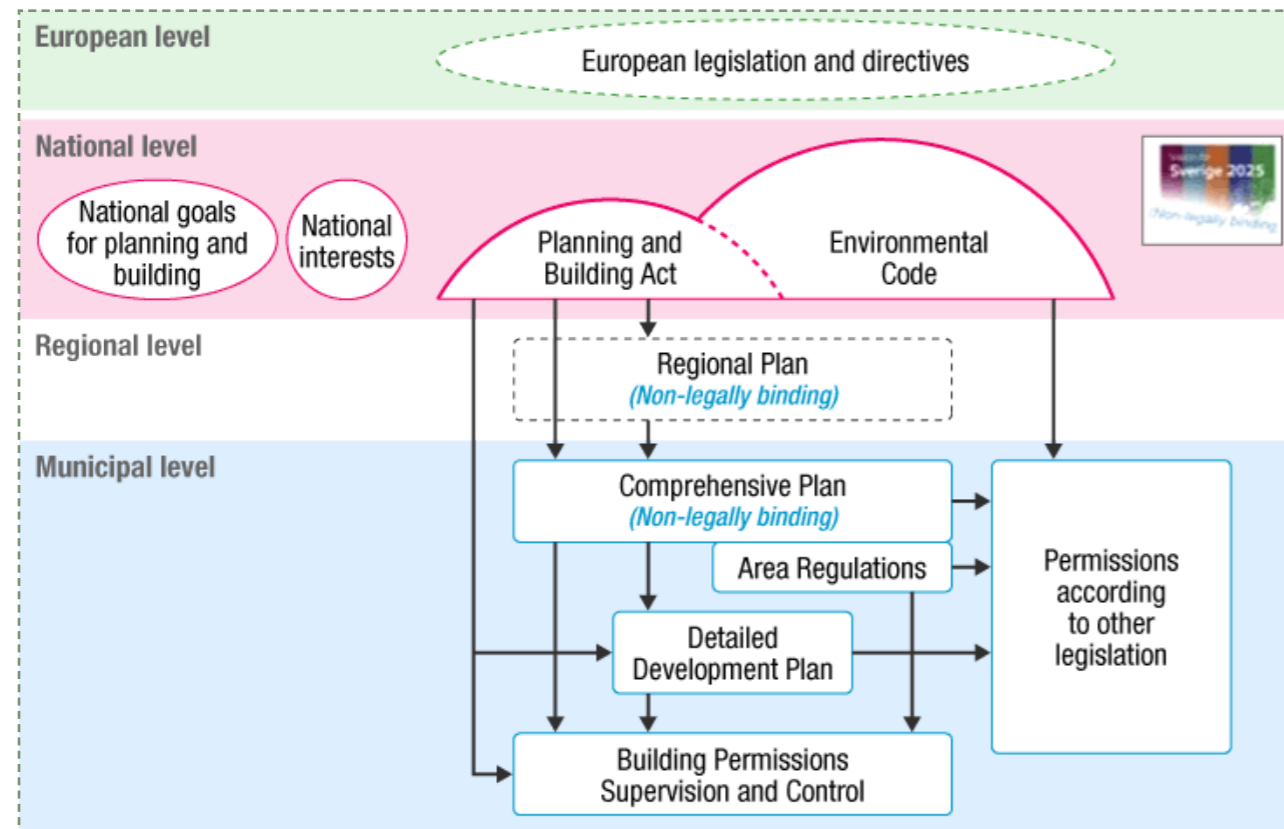 European level
European legislation and directives
National level
National goals
for planning and
building
National
interests
Planning and
Building Act
Environmental
Code
Sverige 2025
(Non-legally binding
Regional level
Regional Plan
(Non-legally binding)
Municipal level
Comprehensive Plan
(Non-legally binding)
Area Regulations
Detailed
Development Plan
Building Permissions
Supervision and Control
Permissions
according
to other
legislation